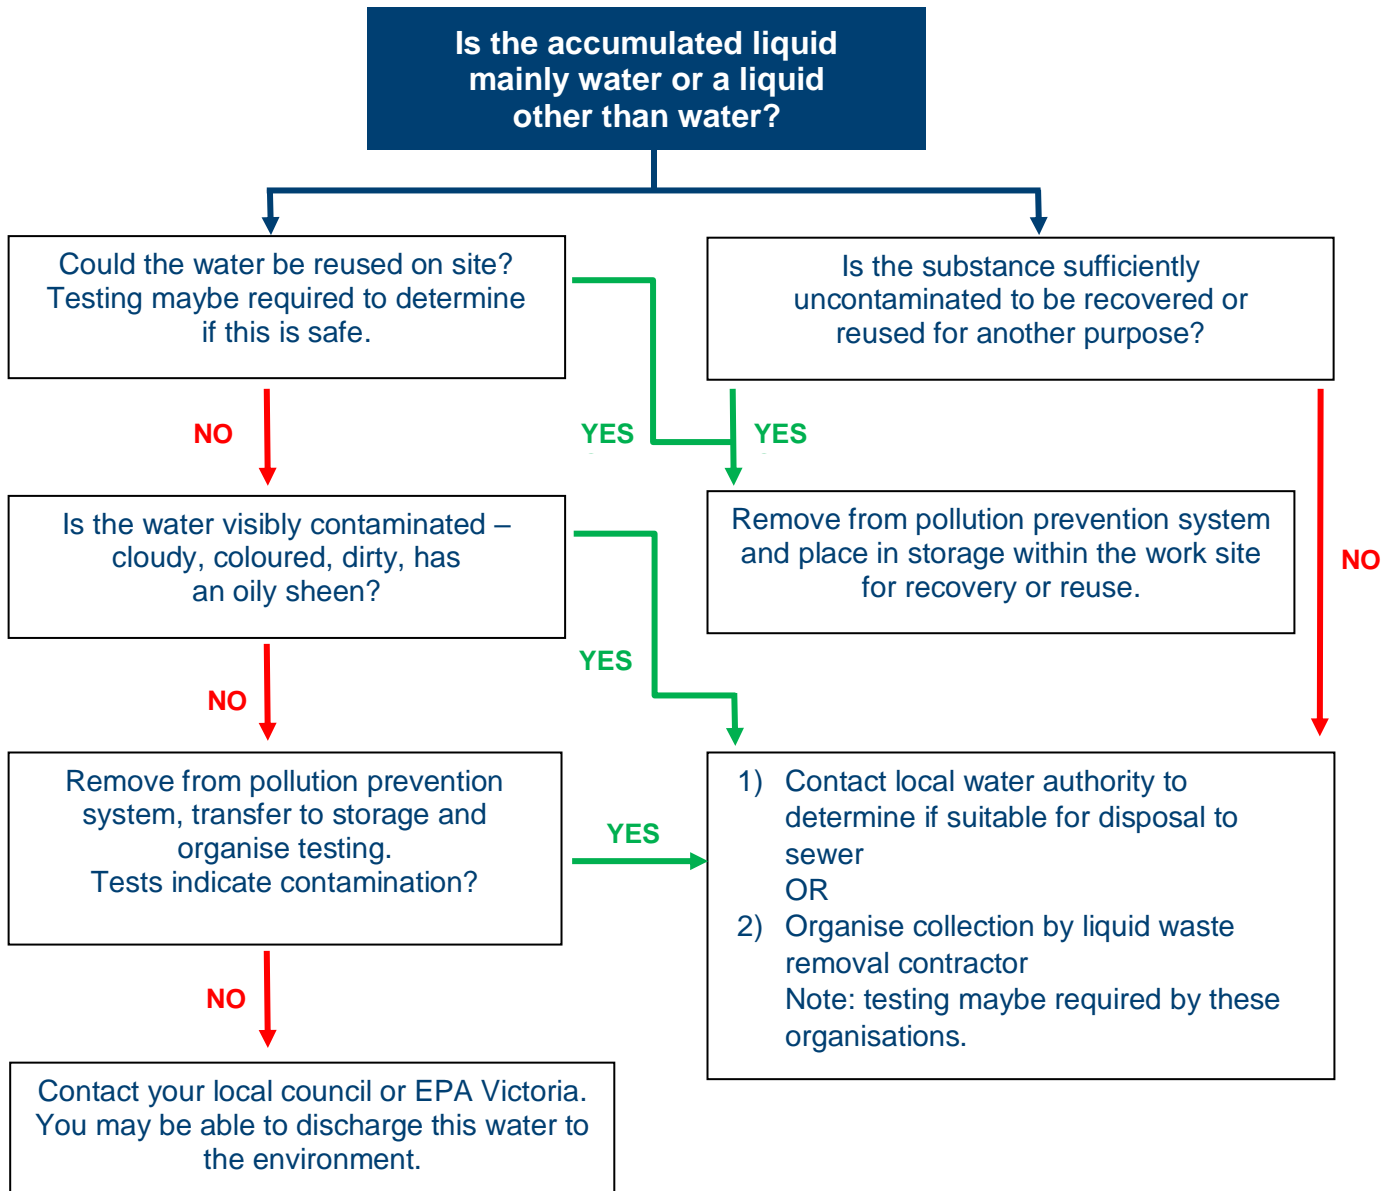 Is the accumulated liquid
mainly water or a liquid
other than water?
Could the water be reused on site?
Testing maybe required to determine
if this is safe.
Is the substance sufficiently
uncontaminated to be recovered or
reused for another purpose?
NO
YES
YES
Is the water visibly contaminated –
cloudy, coloured, dirty, has
an oily sheen?
Remove from pollution prevention system
and place in storage within the work site
for recovery or reuse.
NO
YES
NO
Remove from pollution prevention
system, transfer to storage and
organise testing.
Tests indicate contamination?
YES
1) Contact local water authority to
determine if suitable for disposal to
sewer
OR
2) Organise collection by liquid waste
removal contractor
Note: testing maybe required by these
organisations.
NO
Contact your local council or EPA Victoria.
You may be able to discharge this water to
the environment.